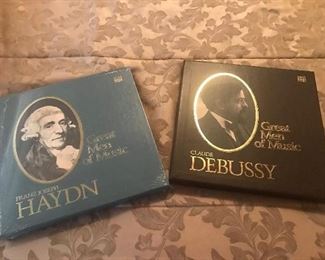 Great
Men
of Music
FRANZ JOSEPH
HAYDN
Great
Men
of Music
CLAUDE
DEBUSSY